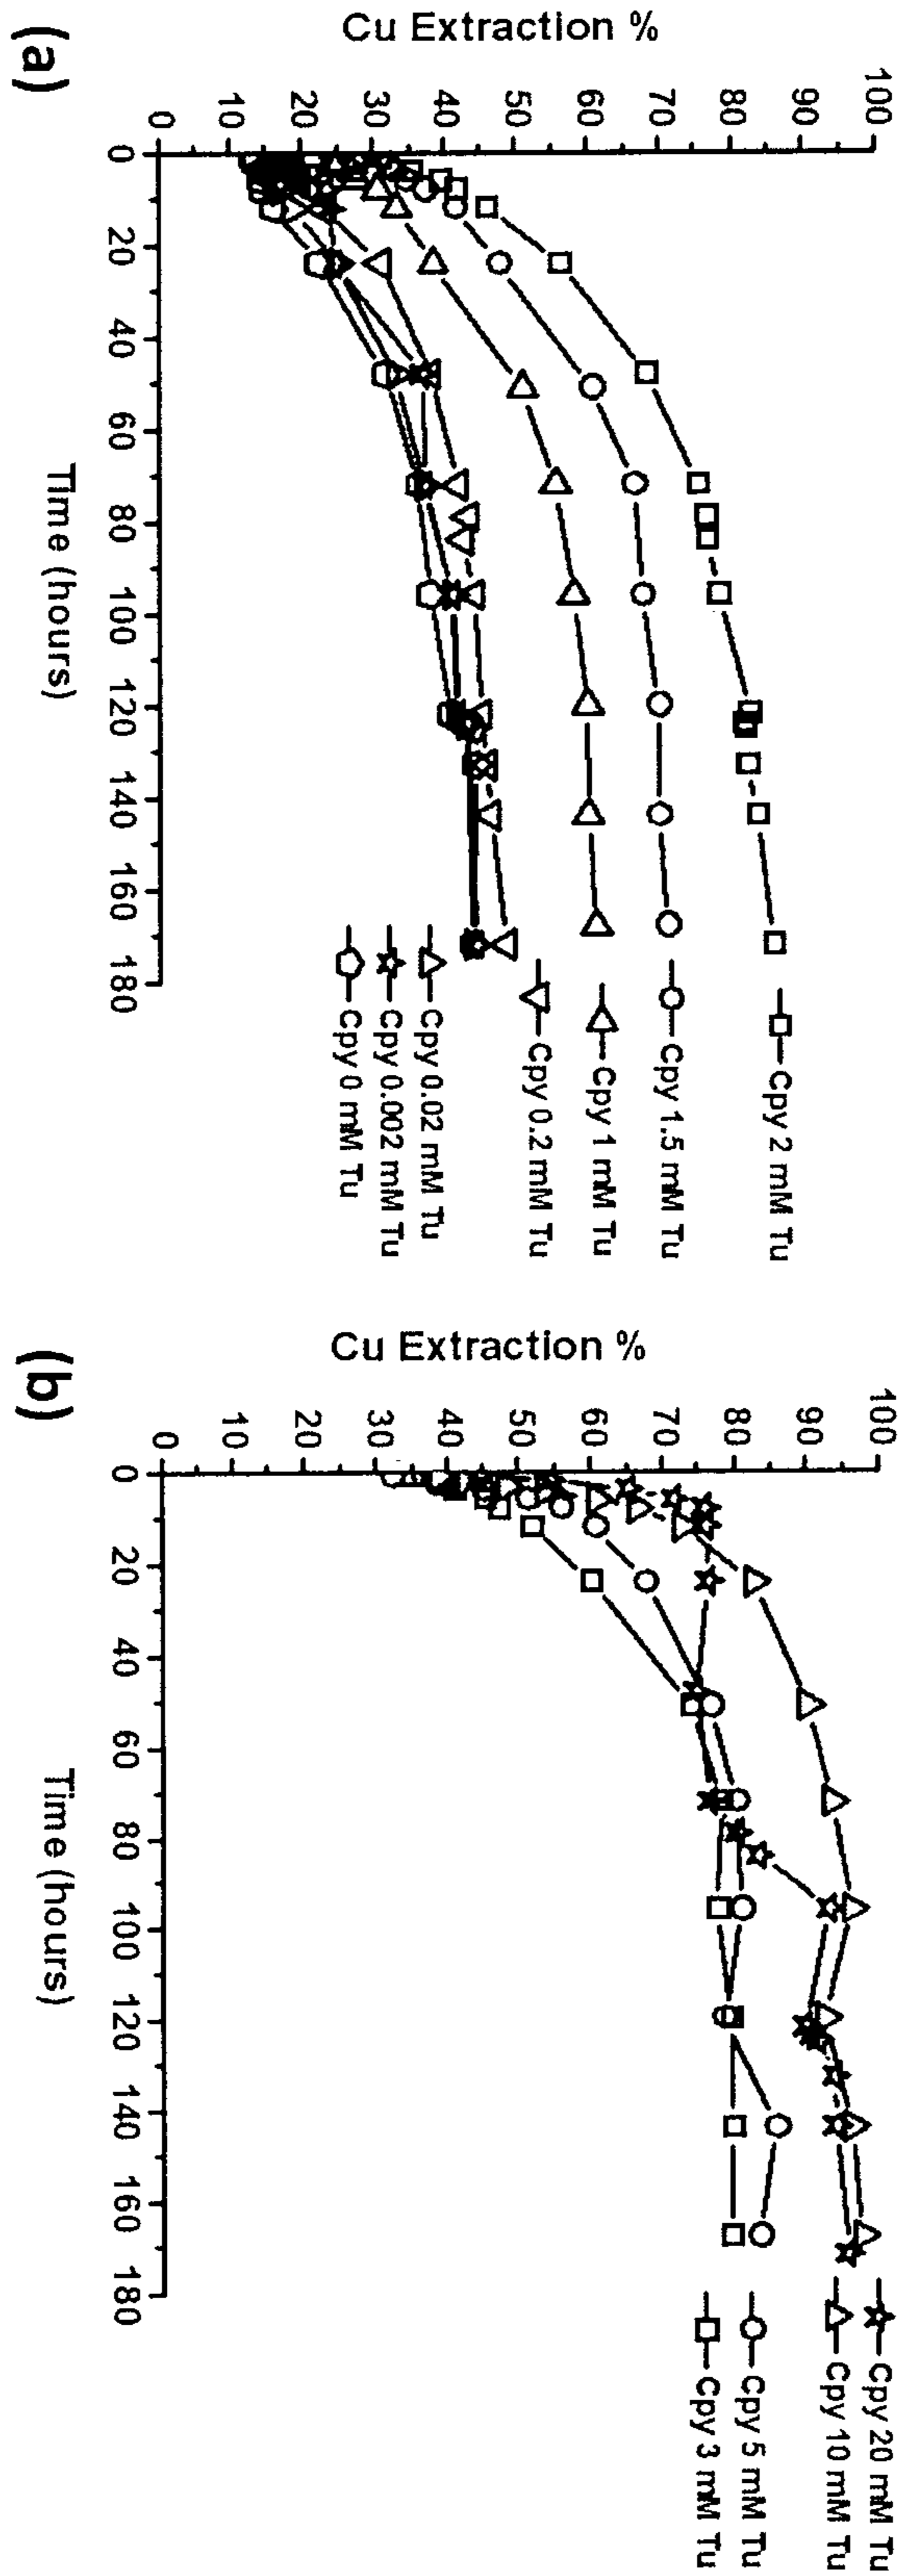 Cu Extraction %
100
90
80
70
60
50
40
30
20
10
0
0 20 40 60 80 100 120 140 160 180
Time (hours)
Cpy 2 mM Tu
Cpy 1.5 mM Tu
Cpy 1 mM Tu
Cpy 0.2 mM Tu
Cpy 0.02 mM Tu
Cpy 0.002 mM Tu
Cpy 0 mM Tu
(a)
Cu Extraction %
100
90
80
70
60
50
40
30
20
10
0
0 20 40 60 80 100 120 140 160 180
Time (hours)
Cpy 20 mM Tu
Cpy 10 mM Tu
Cpy 5 mM Tu
Cpy 3 mM Tu
(b)